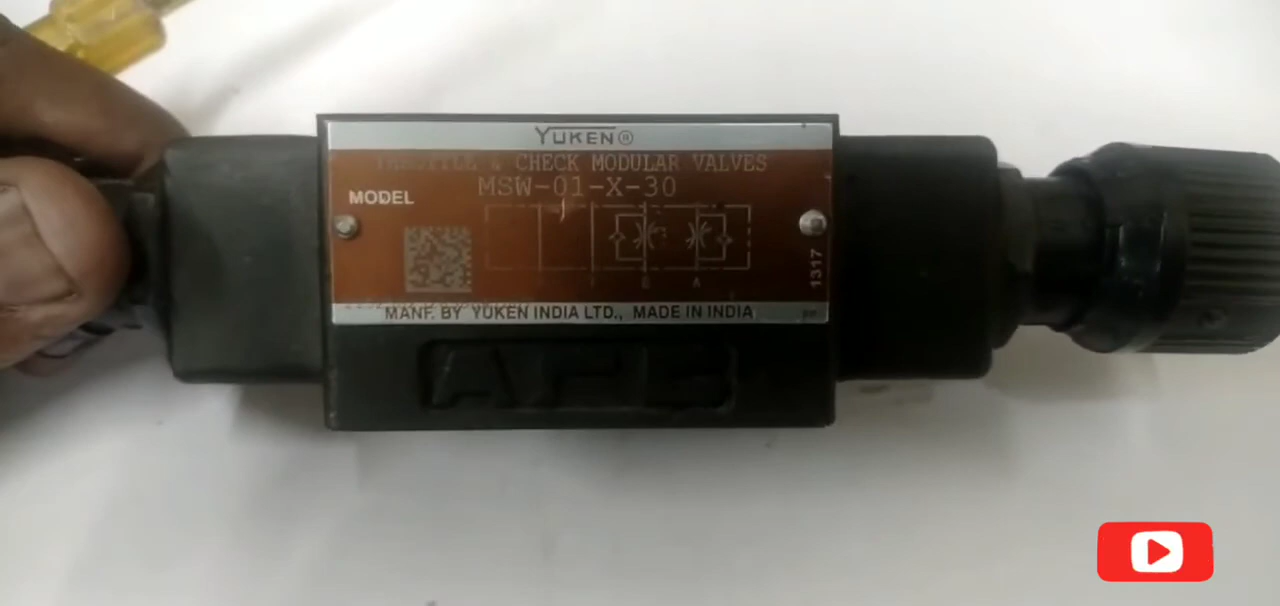 YUKEN®
THROTTLE & CHECK MODULAR VALVES
MODEL
MSW-01-X-30
B A
1317
MANF. BY YUKEN INDIA LTD., MADE IN INDIA